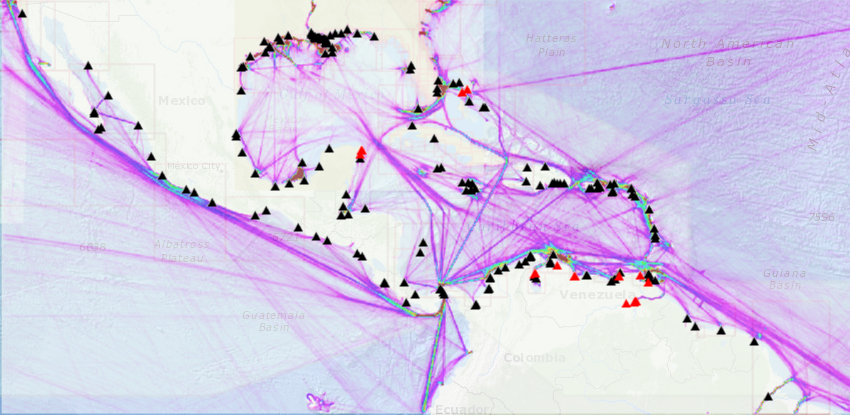 Hatteras
Plain
North American
Basin
Sargasso Sea
Mexico
Mexico City
7596
Albatross
Plateau
Guiana
Basin
Venezuela
Guatemala
Basin
Colombia
Ecuador